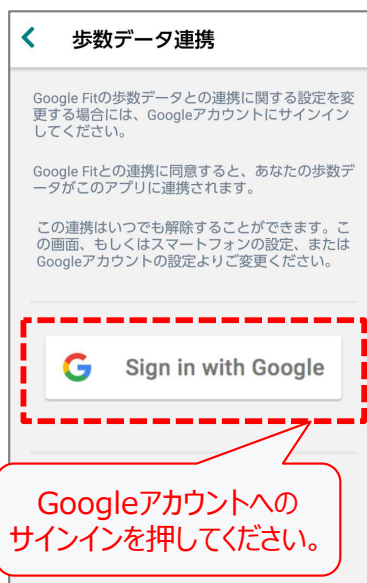 歩数データ連携
Google Fitの歩数データとの連携に関する設定を変
更する場合には、Googleアカウントにサインイン
してください。
Google Fitとの連携に同意すると、あなたの歩数デ
ータがこのアプリに連携されます。
この連携はいつでも解除することができます。こ
の画面、もしくはスマートフォンの設定、または
Googleアカウントの設定よりご変更ください。
Sign in with Google
Googleアカウントへの
サインインを押してください。